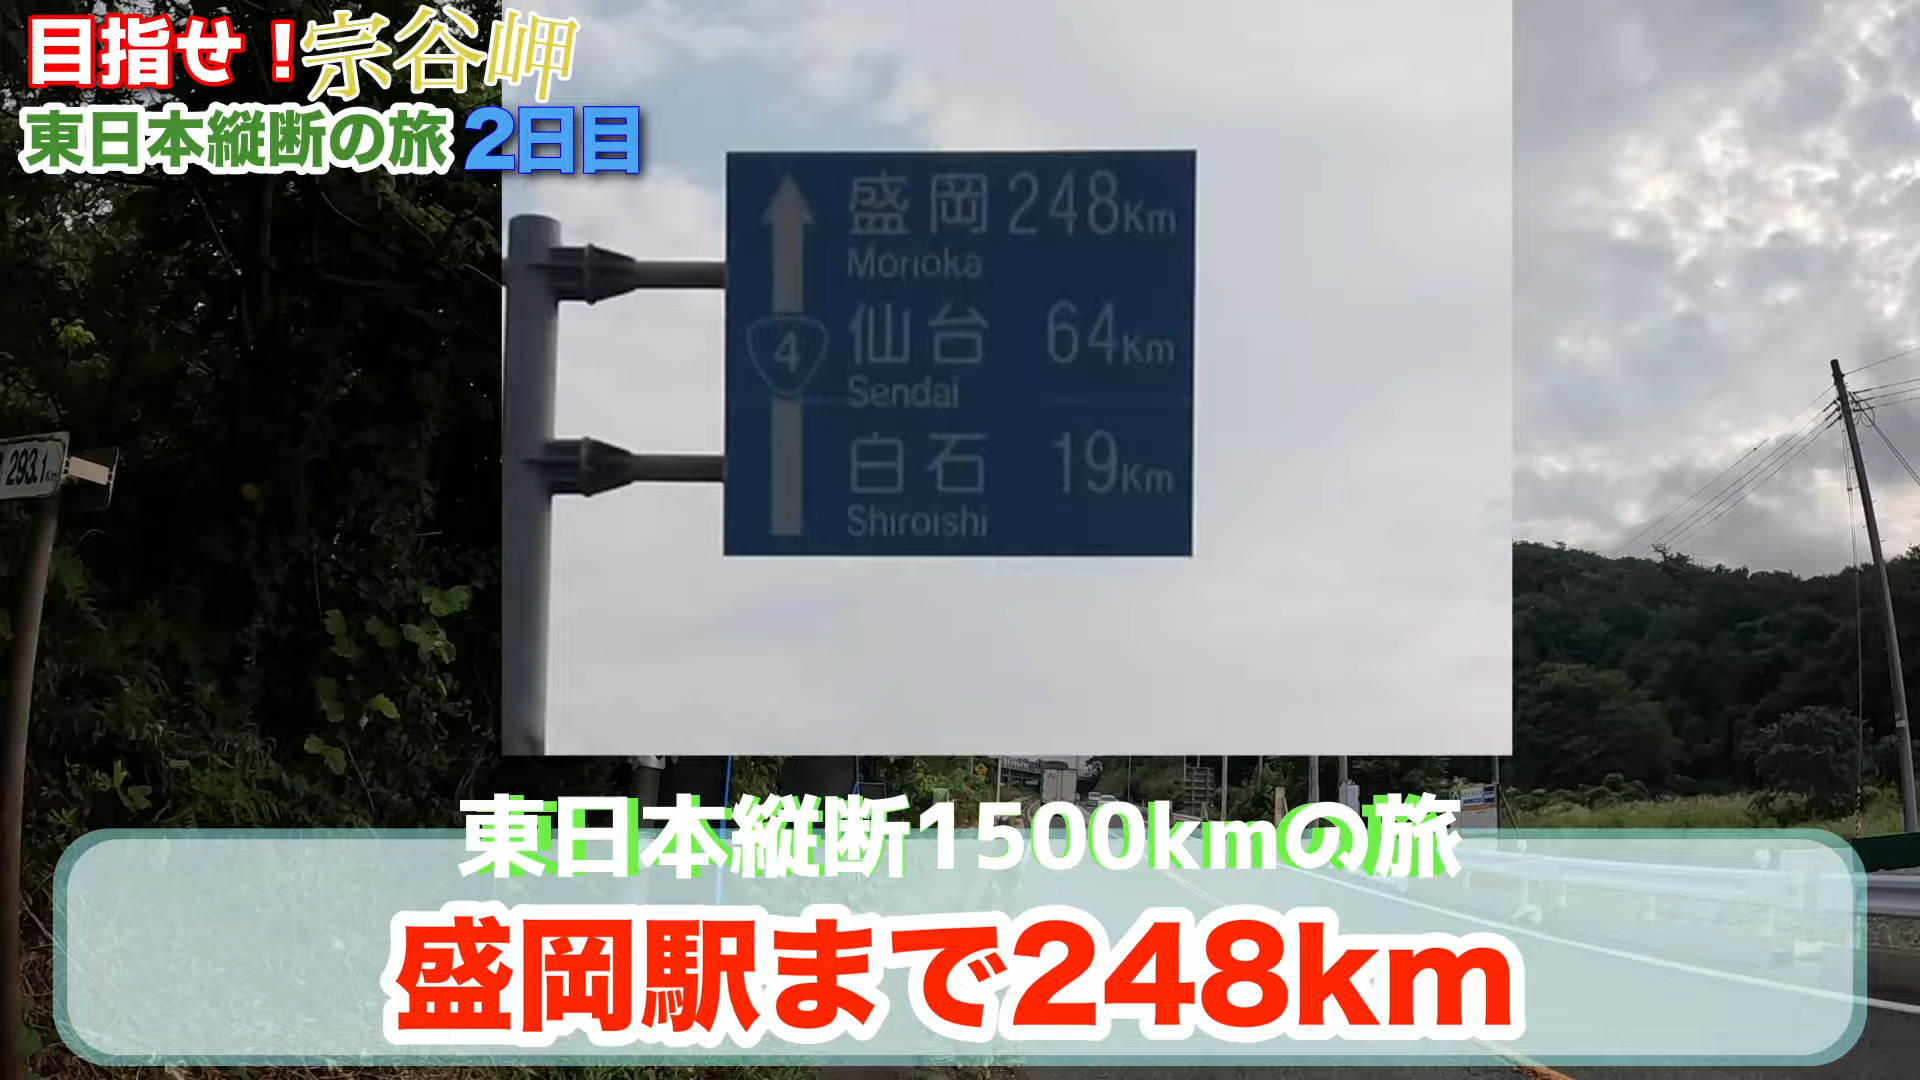 目指せ！宗谷岬
東日本縦断の旅 2日目
盛岡 248Km
Morioka
仙台 64Km
Sendai
白石 19Km
Shiroishi
4
293.1Km
東日本縦断1500kmの旅
盛岡駅まで248km